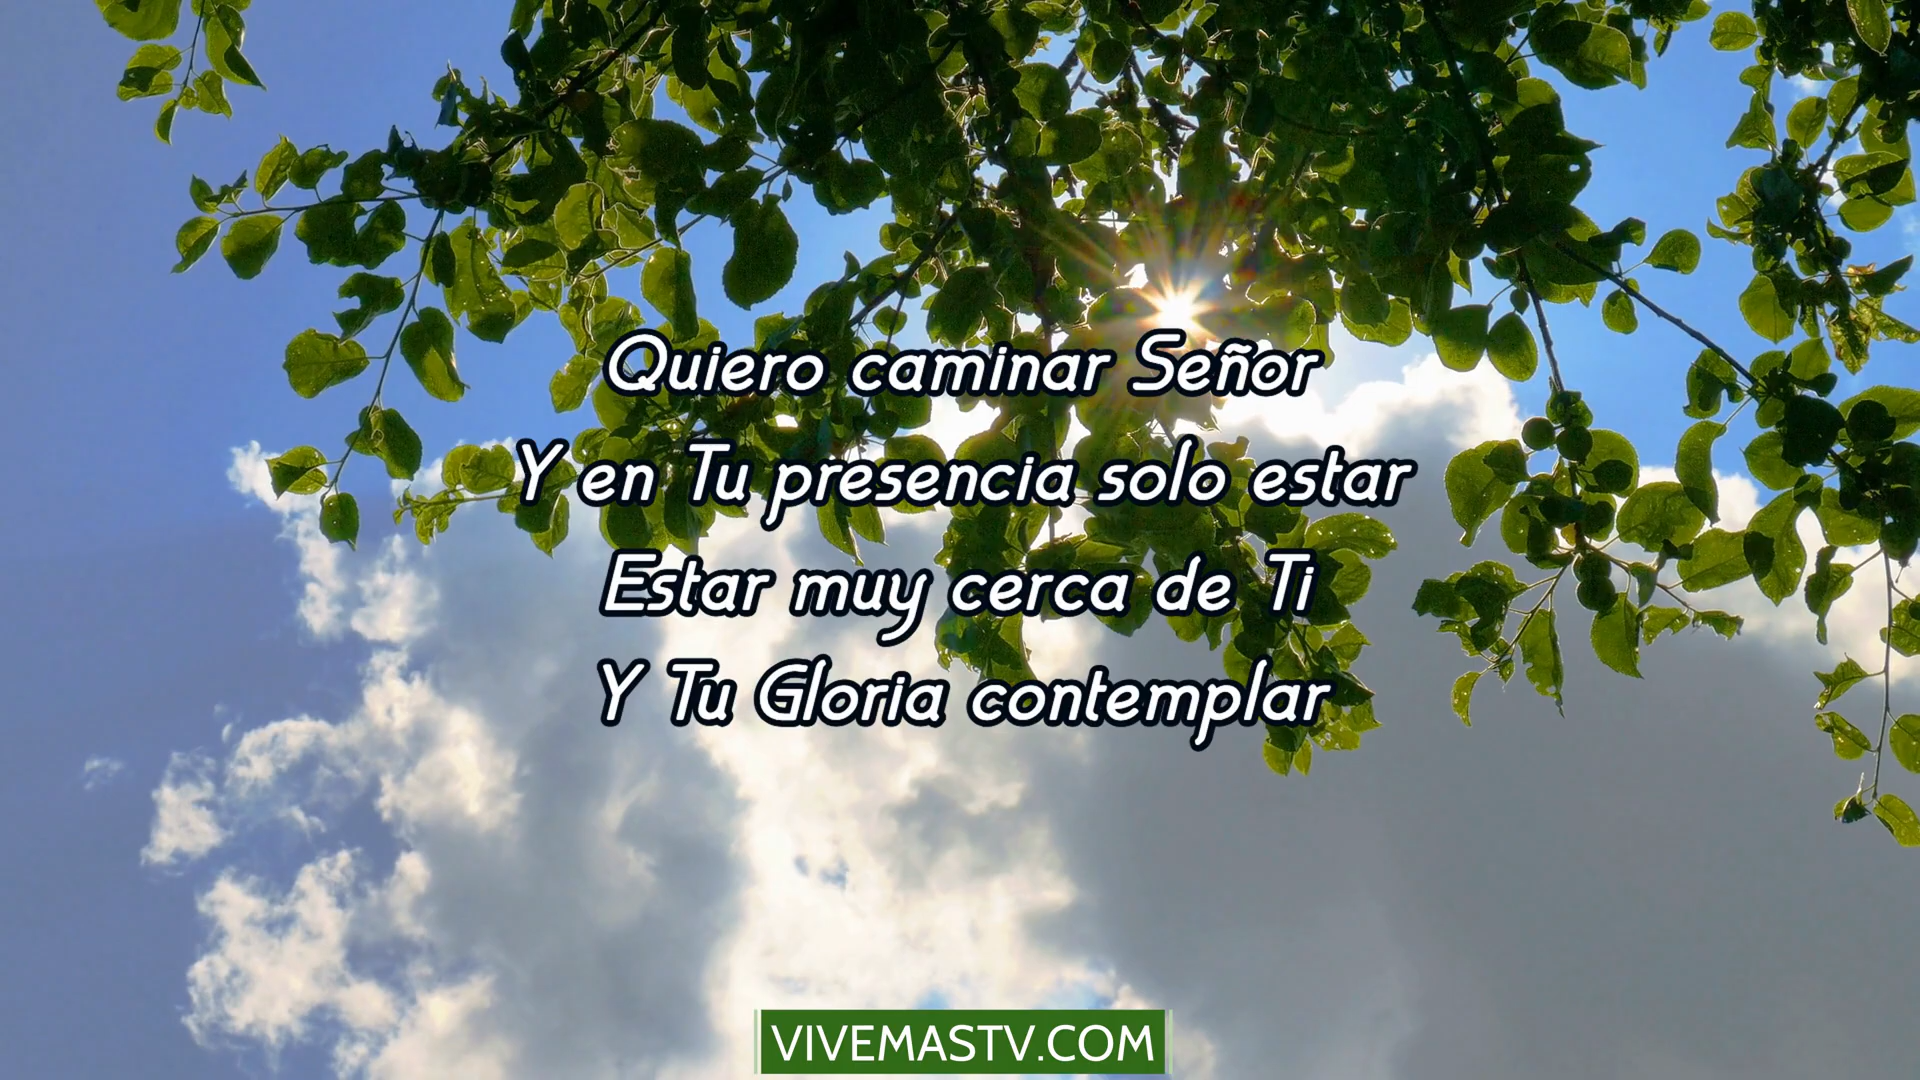 Quiero caminar Señor
Y en Tu presencia solo estar
Estar muy cerca de Ti
Y Tu Gloria contemplar
VIVEMASTV.COM